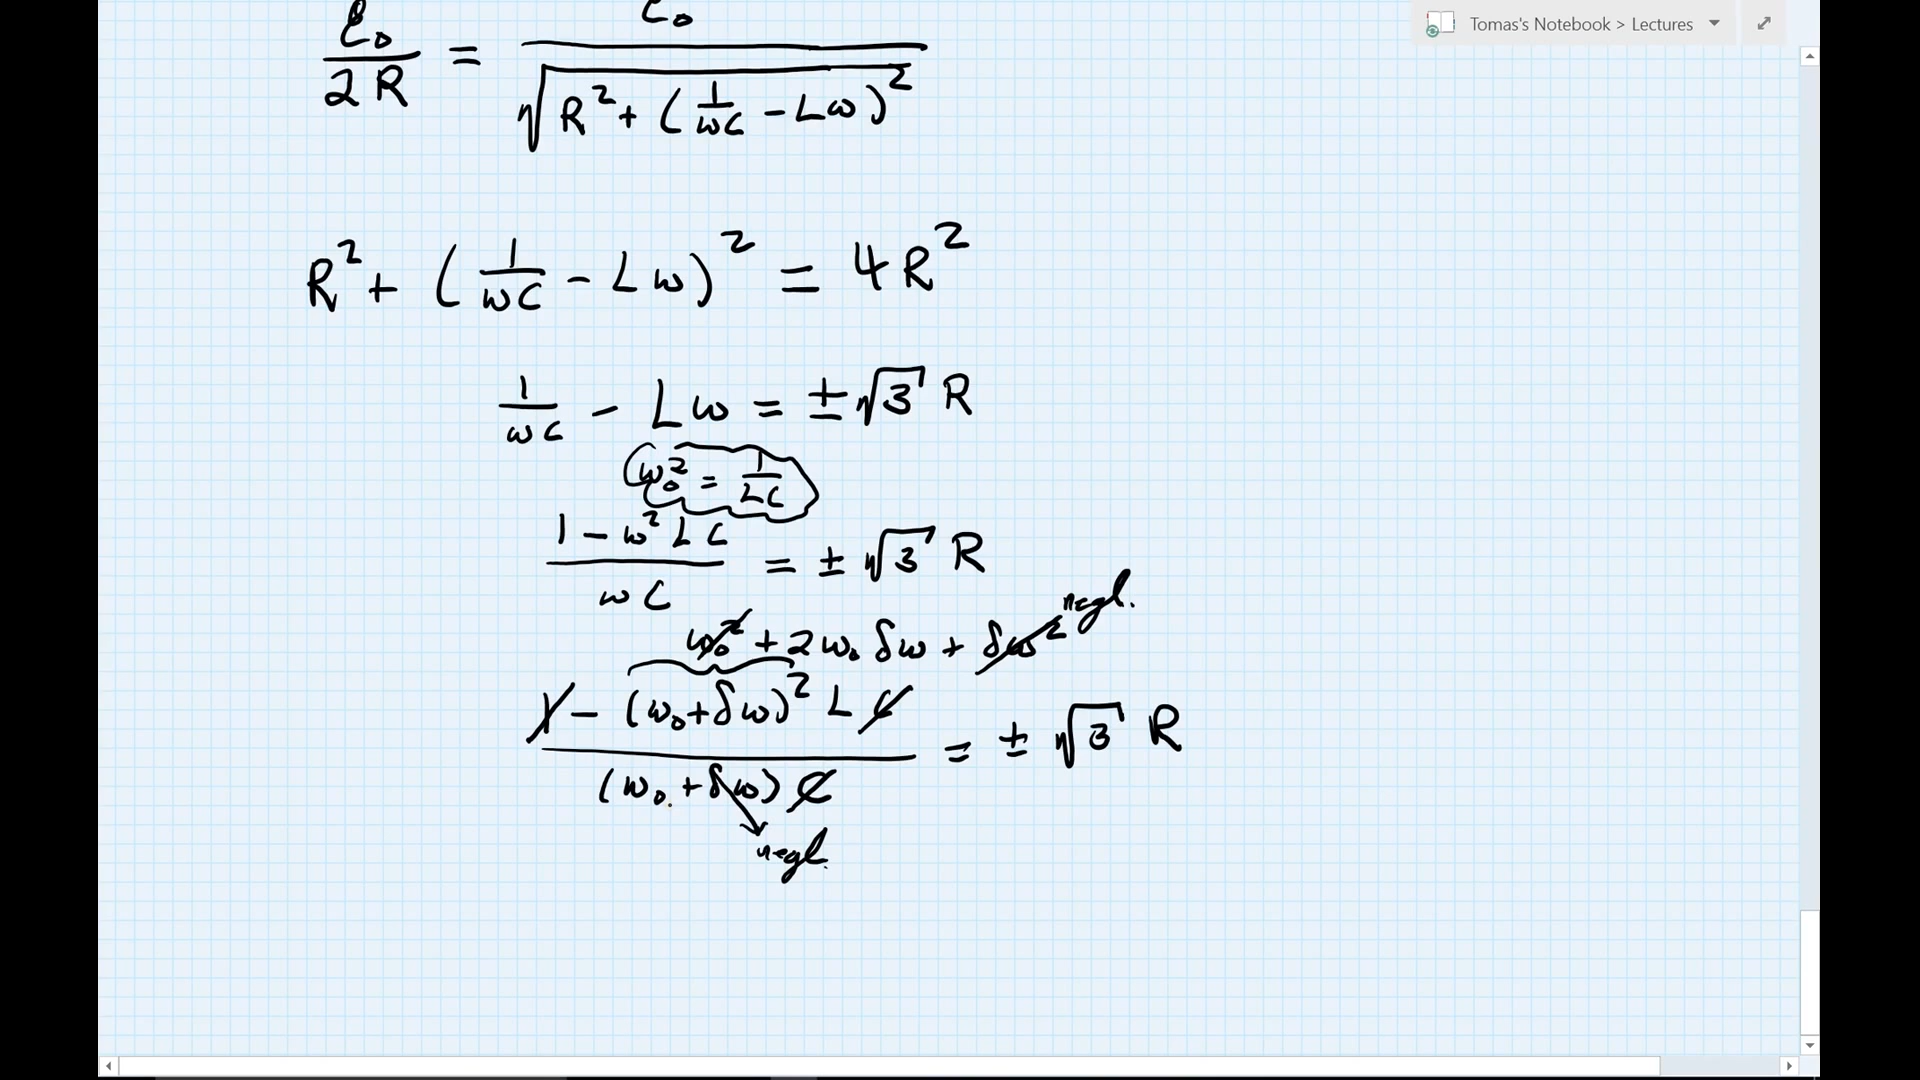 Tomas's Notebook > Lectures
ℰ₀/2R = ℰ₀/√(R² + (1/ωC − Lω)²)
R² + (1/ωC − Lω)² = 4R²
1/ωC − Lω = ±√3 R
ω₀² = 1/LC
(1 − ω²LC)/ωC = ±√3 R
negl.
ω₀² + 2ω₀δω + δω²
(1 − (ω₀+δω)² LC)/((ω₀+δω)C) = ±√3 R
negl.